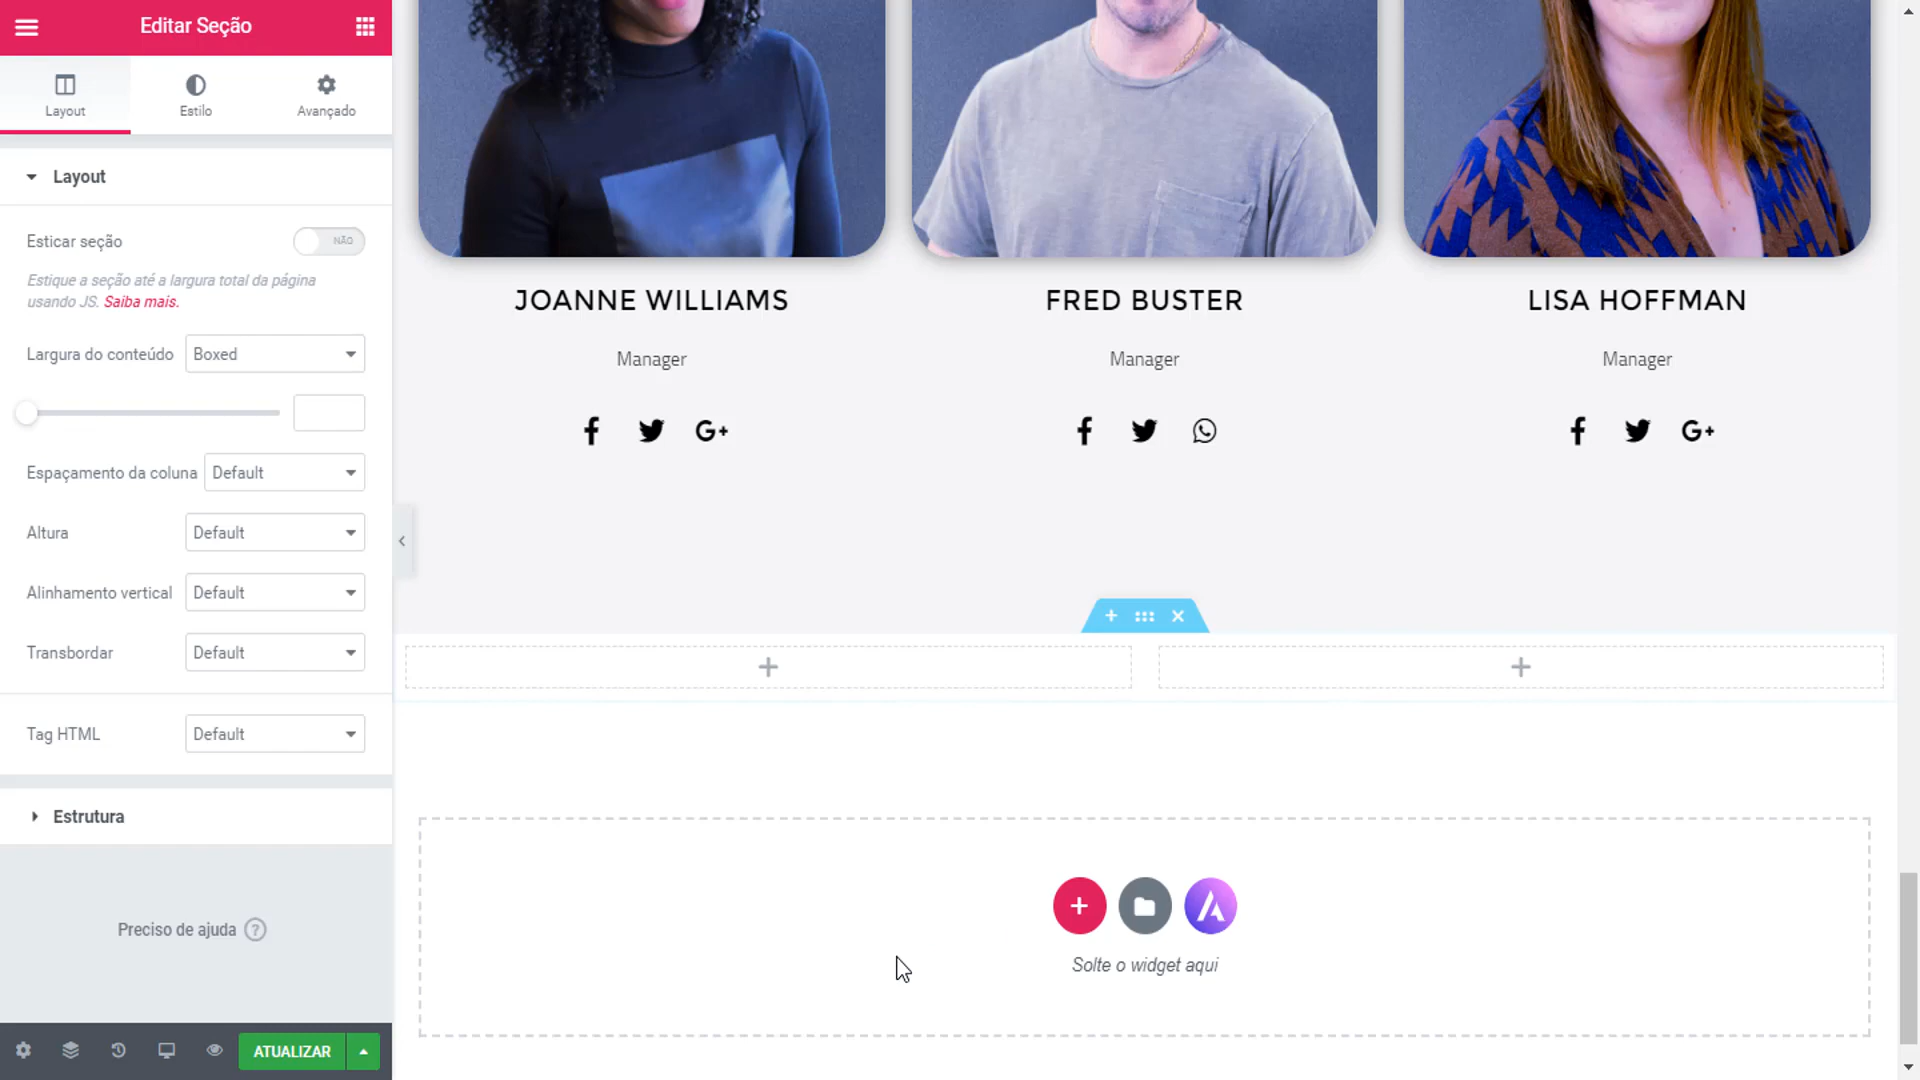 Editar Seção
Layout
Estilo
Avançado
Layout
Esticar seção
NÃO
Estique a seção até a largura total da página
usando JS. Saiba mais.
Largura do conteúdo
Boxed
Espaçamento da coluna
Default
Altura
Default
Alinhamento vertical
Default
Transbordar
Default
Tag HTML
Default
Estrutura
Preciso de ajuda ?
ATUALIZAR
JOANNE WILLIAMS
Manager
G+
FRED BUSTER
Manager
LISA HOFFMAN
Manager
G+
Solte o widget aqui